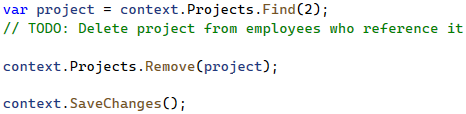 var project = context.Projects.Find(2);
// TODO: Delete project from employees who reference it
context.Projects.Remove(project);
context.SaveChanges();